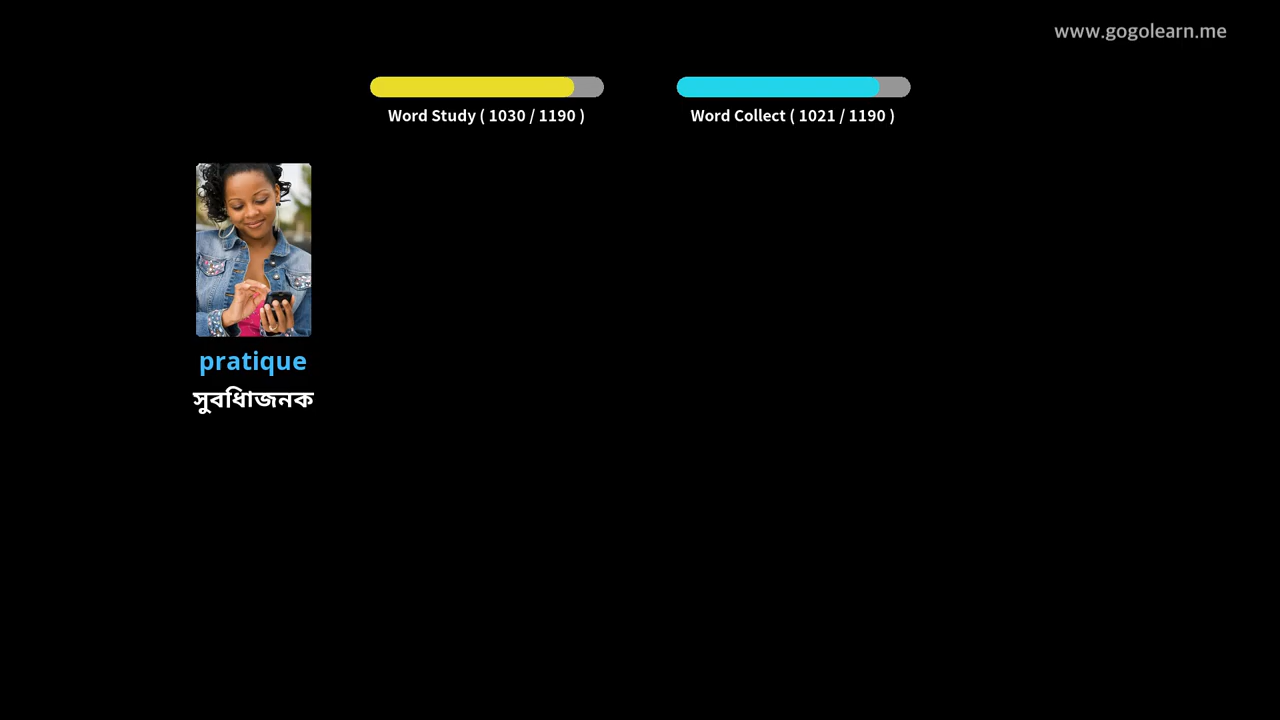 www.gogolearn.me
Word Study ( 1030 / 1190 )
Word Collect ( 1021 / 1190 )
pratique
সুবিধাজনক